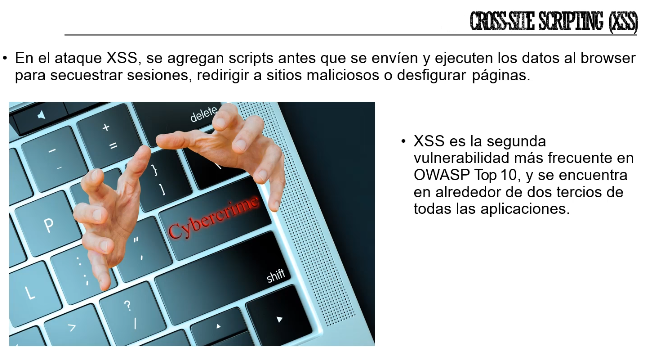 CROSS-SITE SCRIPTING (XSS)
• En el ataque XSS, se agregan scripts antes que se envíen y ejecuten los datos al browser
para secuestrar sesiones, redirigir a sitios maliciosos o desfigurar páginas.
• XSS es la segunda
vulnerabilidad más frecuente en
OWASP Top 10, y se encuentra
en alrededor de dos tercios de
todas las aplicaciones.
delete
+
=
P
}
]
Cybercrime
"
L
:
;
?
/
>
shift